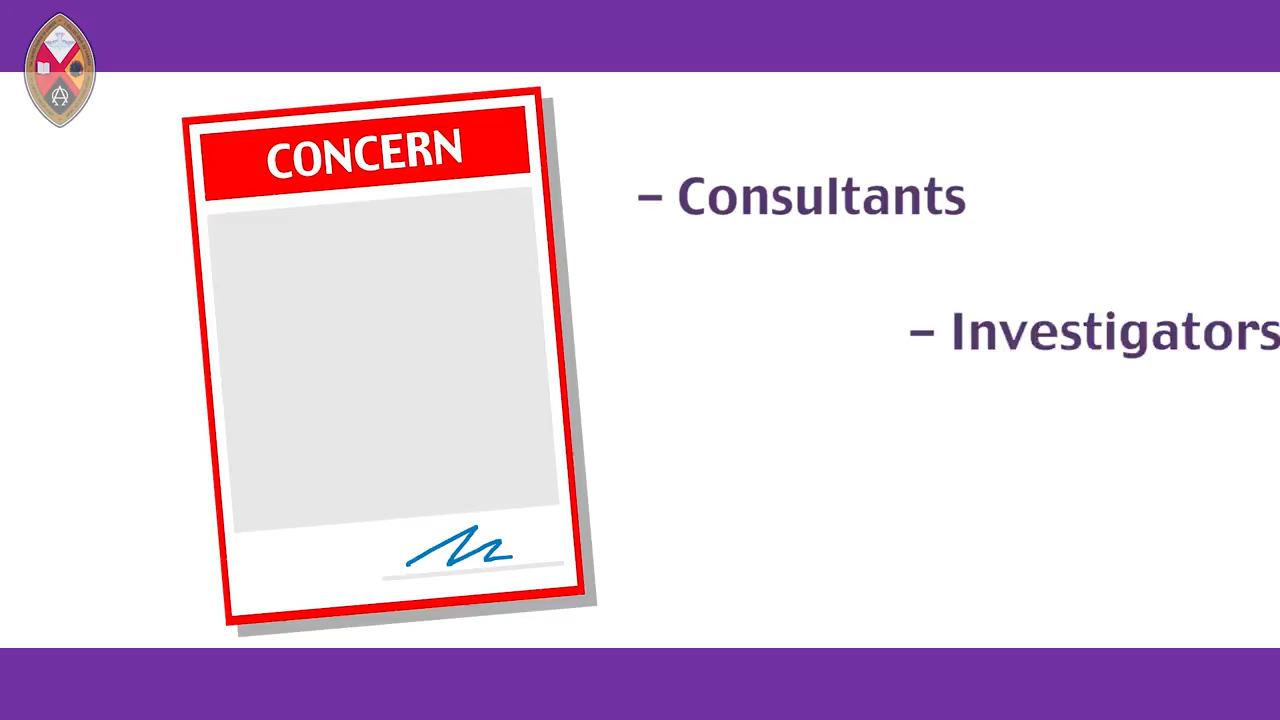 CONCERN
– Consultants
– Investigators